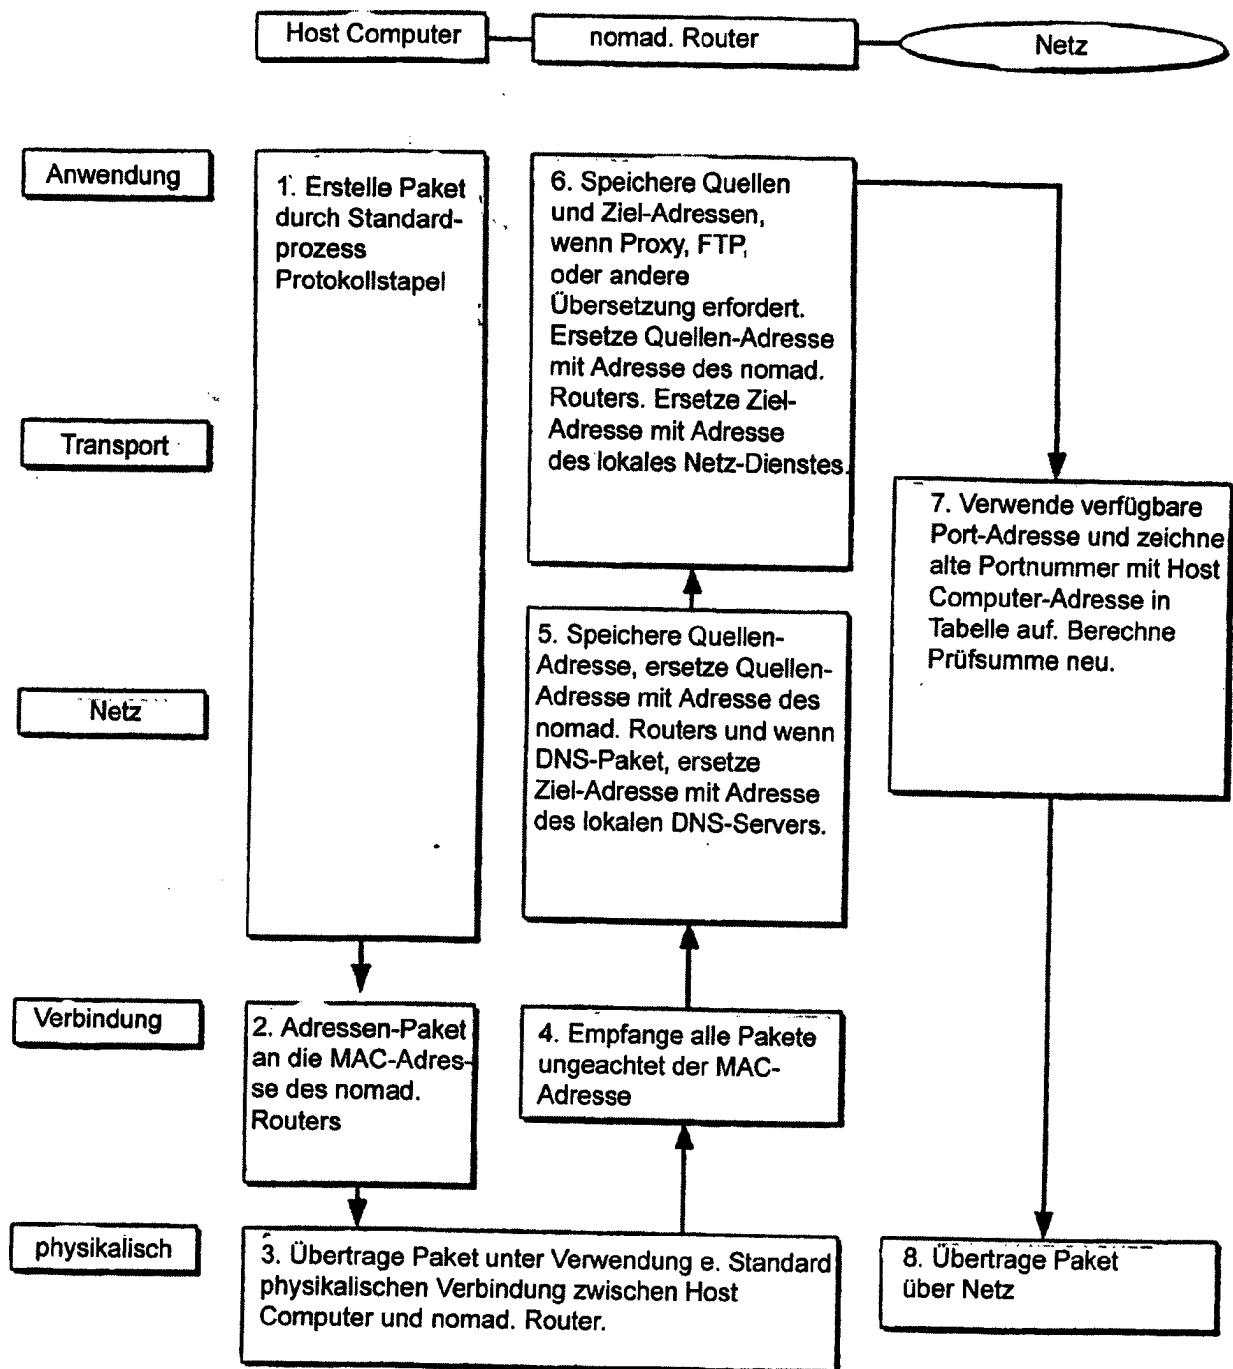 Host Computer
nomad. Router
Netz
Anwendung
Transport
Netz
Verbindung
physikalisch
1. Erstelle Paket
durch Standard-
prozess
Protokollstapel
2. Adressen-Paket
an die MAC-Adres-
se des nomad.
Routers
3. Übertrage Paket unter Verwendung e. Standard
physikalischen Verbindung zwischen Host
Computer und nomad. Router.
4. Empfange alle Pakete
ungeachtet der MAC-
Adresse
5. Speichere Quellen-
Adresse, ersetze Quellen-
Adresse mit Adresse des
nomad. Routers und wenn
DNS-Paket, ersetze
Ziel-Adresse mit Adresse
des lokalen DNS-Servers.
6. Speichere Quellen
und Ziel-Adressen,
wenn Proxy, FTP,
oder andere
Übersetzung erfordert.
Ersetze Quellen-Adresse
mit Adresse des nomad.
Routers. Ersetze Ziel-
Adresse mit Adresse
des lokales Netz-Dienstes.
7. Verwende verfügbare
Port-Adresse und zeichne
alte Portnummer mit Host
Computer-Adresse in
Tabelle auf. Berechne
Prüfsumme neu.
8. Übertrage Paket
über Netz